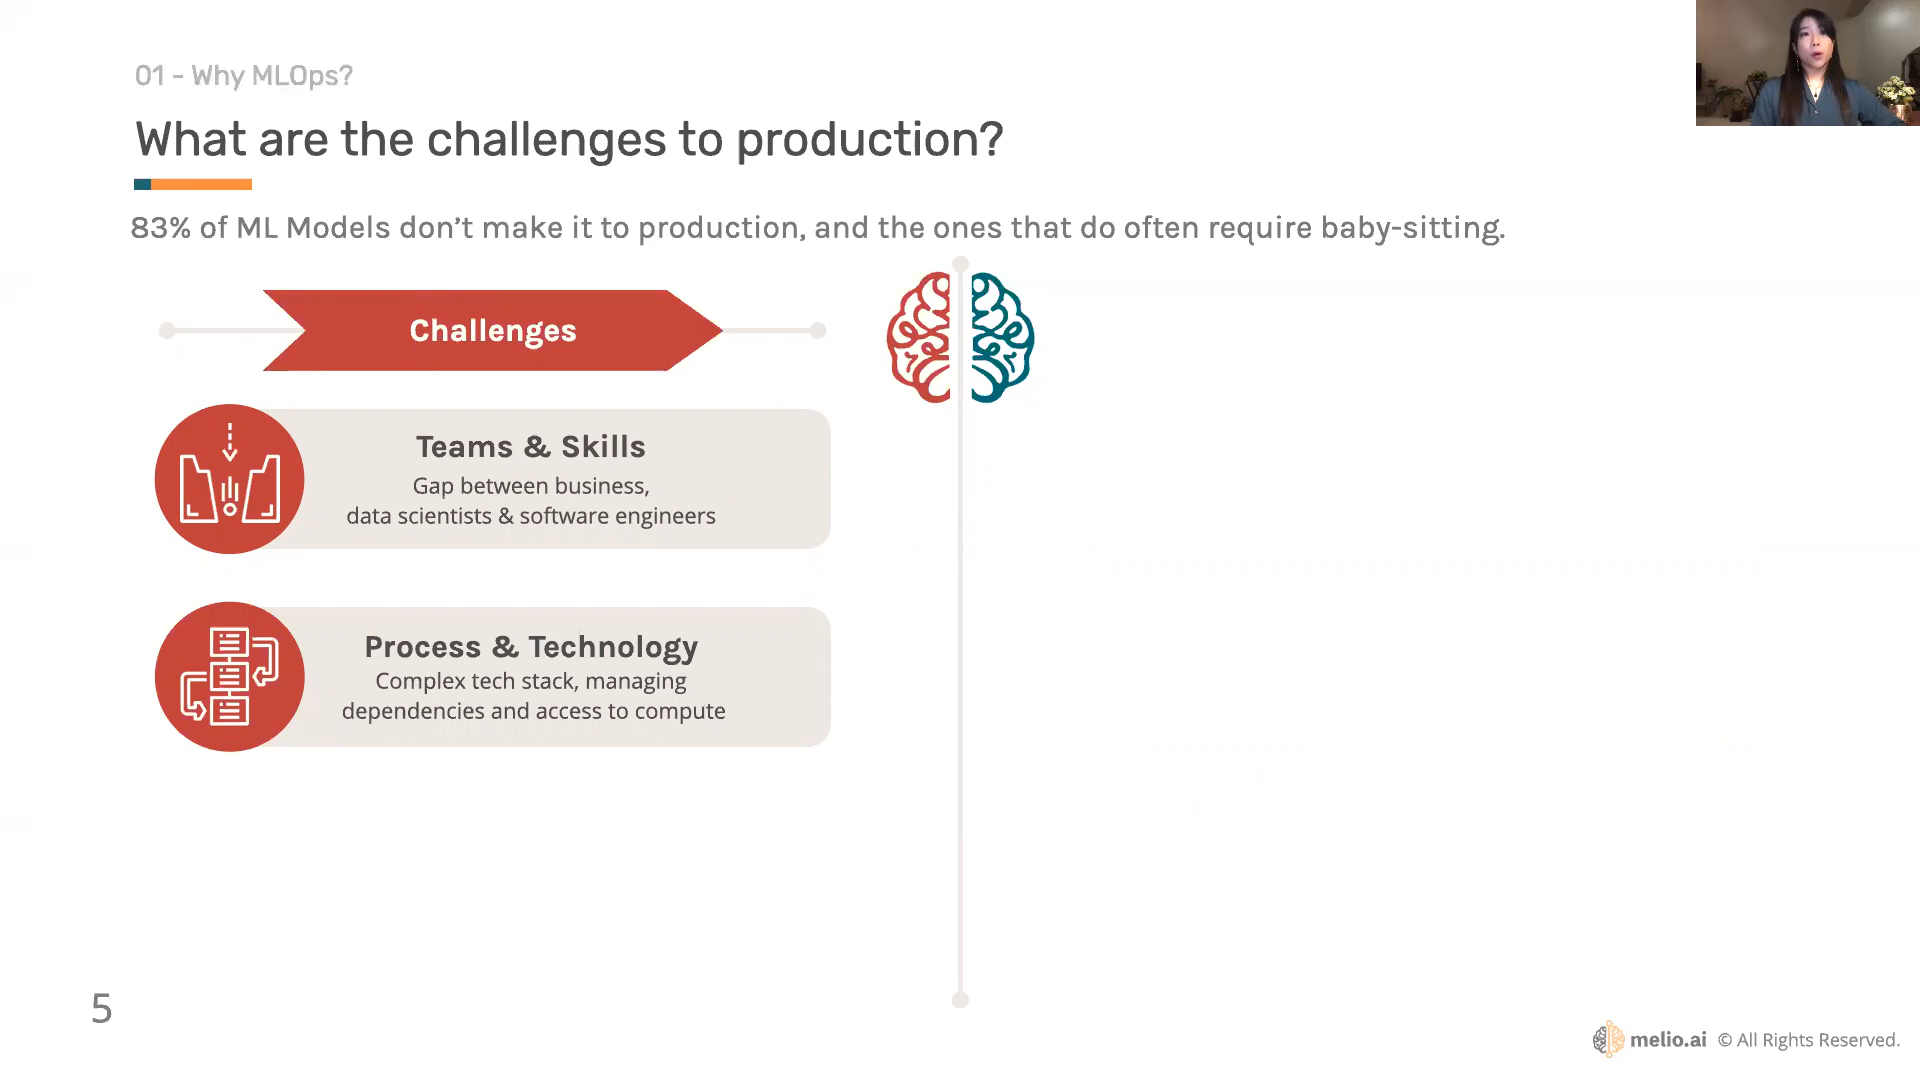 01 - Why MLOps?
What are the challenges to production?
83% of ML Models don’t make it to production, and the ones that do often require baby-sitting.
Challenges
Teams & Skills
Gap between business,
data scientists & software engineers
Process & Technology
Complex tech stack, managing
dependencies and access to compute
5
melio.ai © All Rights Reserved.